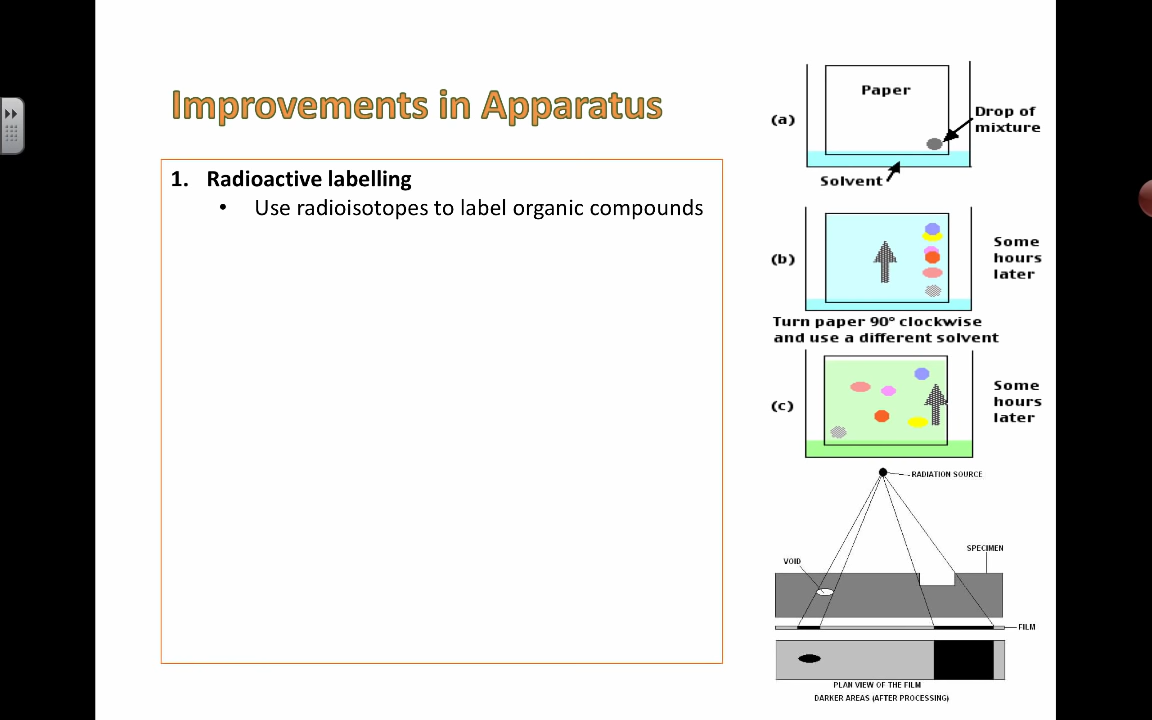 Improvements in Apparatus
1. Radioactive labelling
• Use radioisotopes to label organic compounds
Paper
(a)
Drop of
mixture
Solvent
(b)
Some
hours
later
Turn paper 90° clockwise
and use a different solvent
(c)
Some
hours
later
RADIATION SOURCE
SPECIMEN
VOID
FILM
PLAN VIEW OF THE FILM
DARKER AREAS (AFTER PROCESSING)